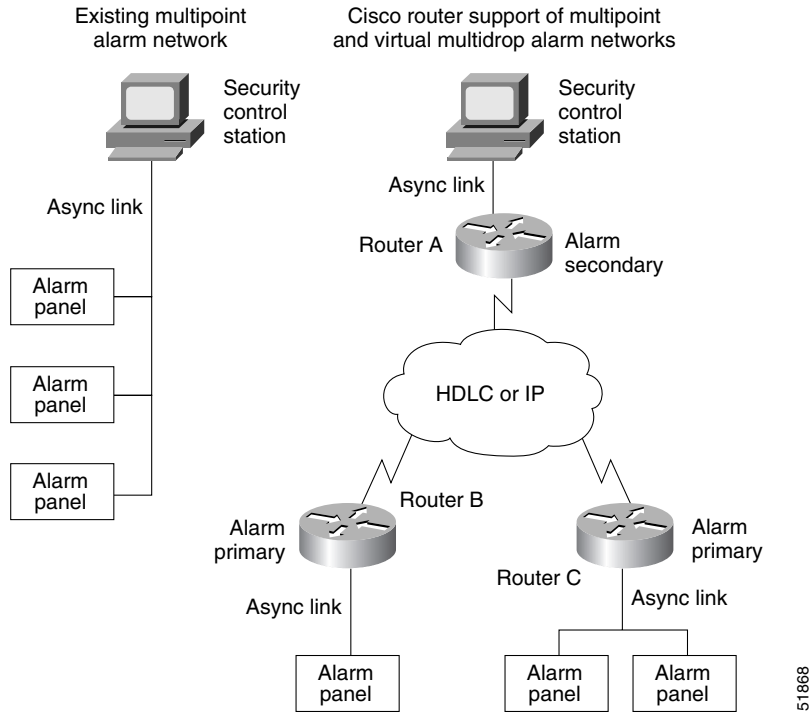 Existing multipoint
alarm network
Cisco router support of multipoint
and virtual multidrop alarm networks
Security
control
station
Security
control
station
Async link
Async link
Router A
Alarm
secondary
Alarm
panel
Alarm
panel
Alarm
panel
HDLC or IP
Router B
Alarm
primary
Alarm
primary
Router C
Async link
Async link
Alarm
panel
Alarm
panel
Alarm
panel
51868